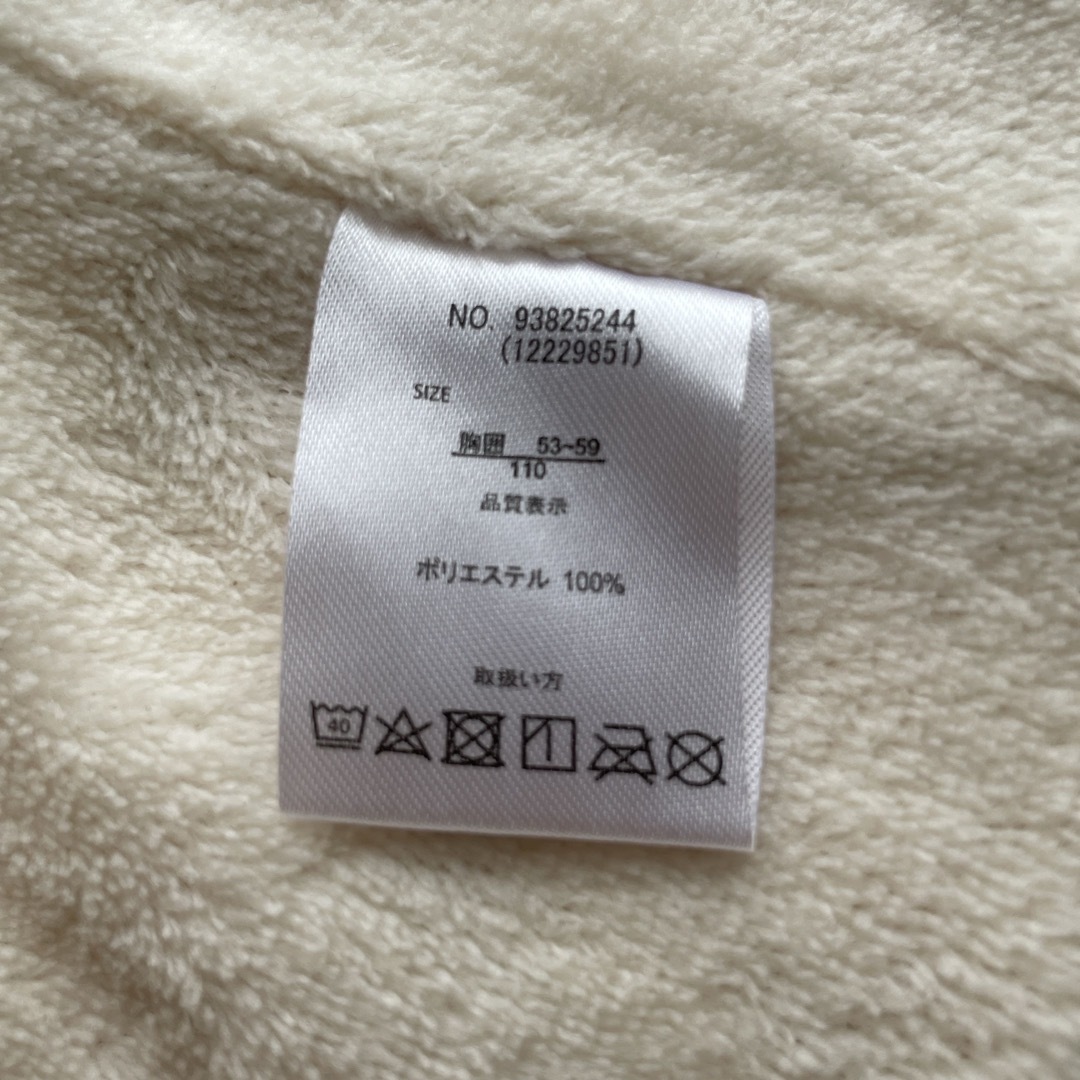 NO. 93825244
(12229851)
SIZE
胸囲 53~59
110
品質表示
ポリエステル 100%
取扱い方
40